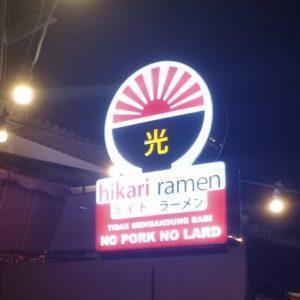 光
hikari ramen
ライト ラーメン
TIDAK MENGANDUNG BABI
NO PORK NO LARD